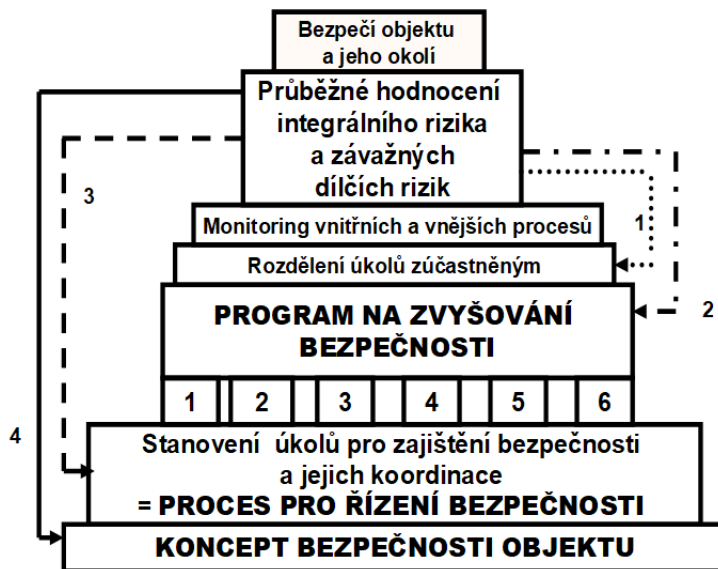 Bezpečí objektu
a jeho okolí
Průběžné hodnocení
integrálního rizika
a závažných
dílčích rizik
3
1
Monitoring vnitřních a vnějších procesů
Rozdělení úkolů zúčastněným
PROGRAM NA ZVYŠOVÁNÍ
BEZPEČNOSTI
2
1 2 3 4 5 6
4
Stanovení úkolů pro zajištění bezpečnosti
a jejich koordinace
= PROCES PRO ŘÍZENÍ BEZPEČNOSTI
KONCEPT BEZPEČNOSTI OBJEKTU